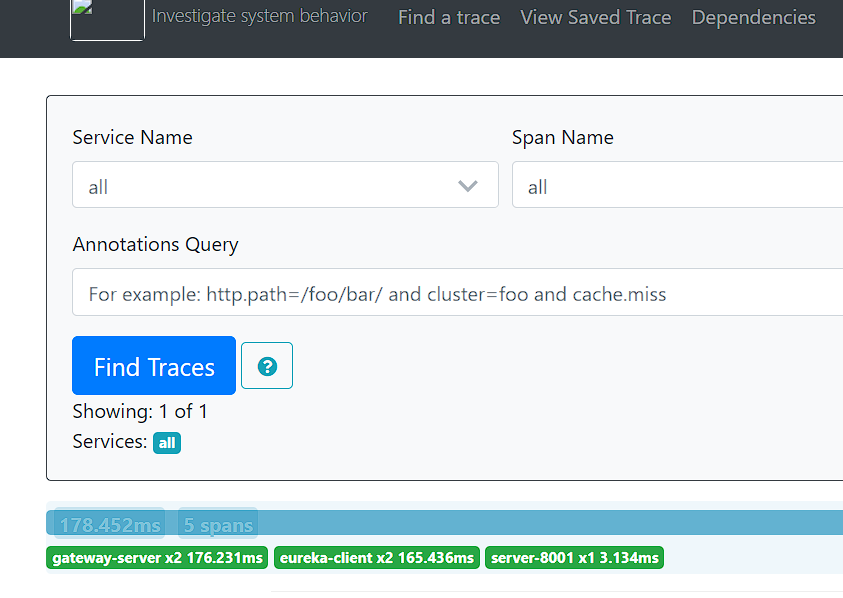 Investigate system behavior Find a trace View Saved Trace Dependencies
Service Name Span Name
all all
Annotations Query
For example: http.path=/foo/bar/ and cluster=foo and cache.miss
Find Traces ?
Showing: 1 of 1
Services: all
178.452ms 5 spans
gateway-server x2 176.231ms eureka-client x2 165.436ms server-8001 x1 3.134ms